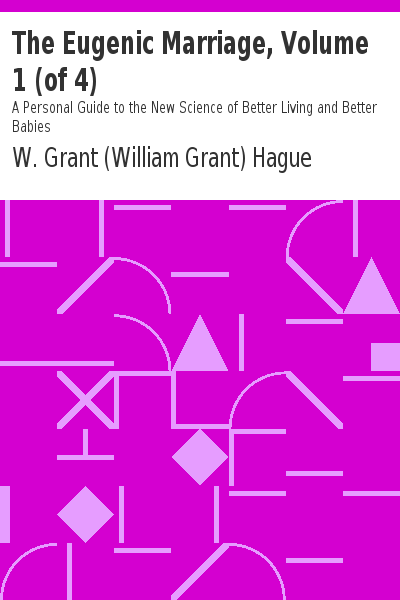 The Eugenic Marriage, Volume
1 (of 4)
A Personal Guide to the New Science of Better Living and Better
Babies
W. Grant (William Grant) Hague